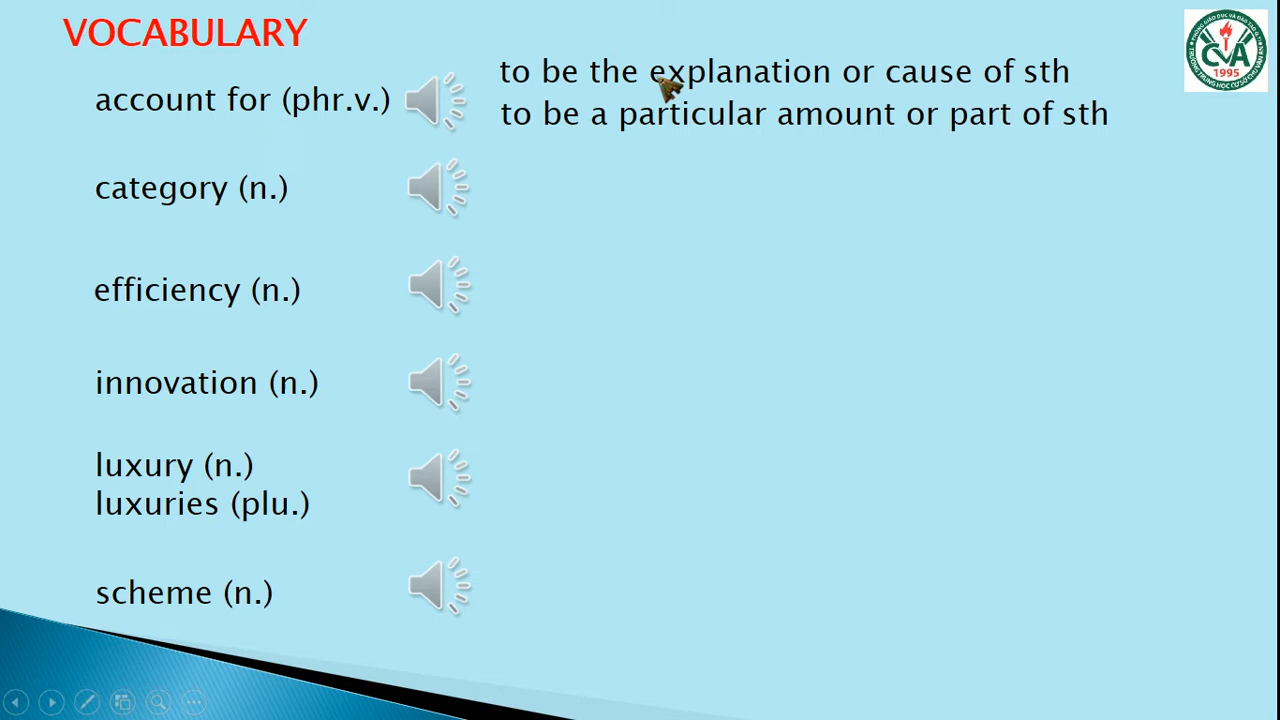 VOCABULARY
account for (phr.v.)
to be the explanation or cause of sth
to be a particular amount or part of sth
category (n.)
efficiency (n.)
innovation (n.)
luxury (n.)
luxuries (plu.)
scheme (n.)
CVA
1995